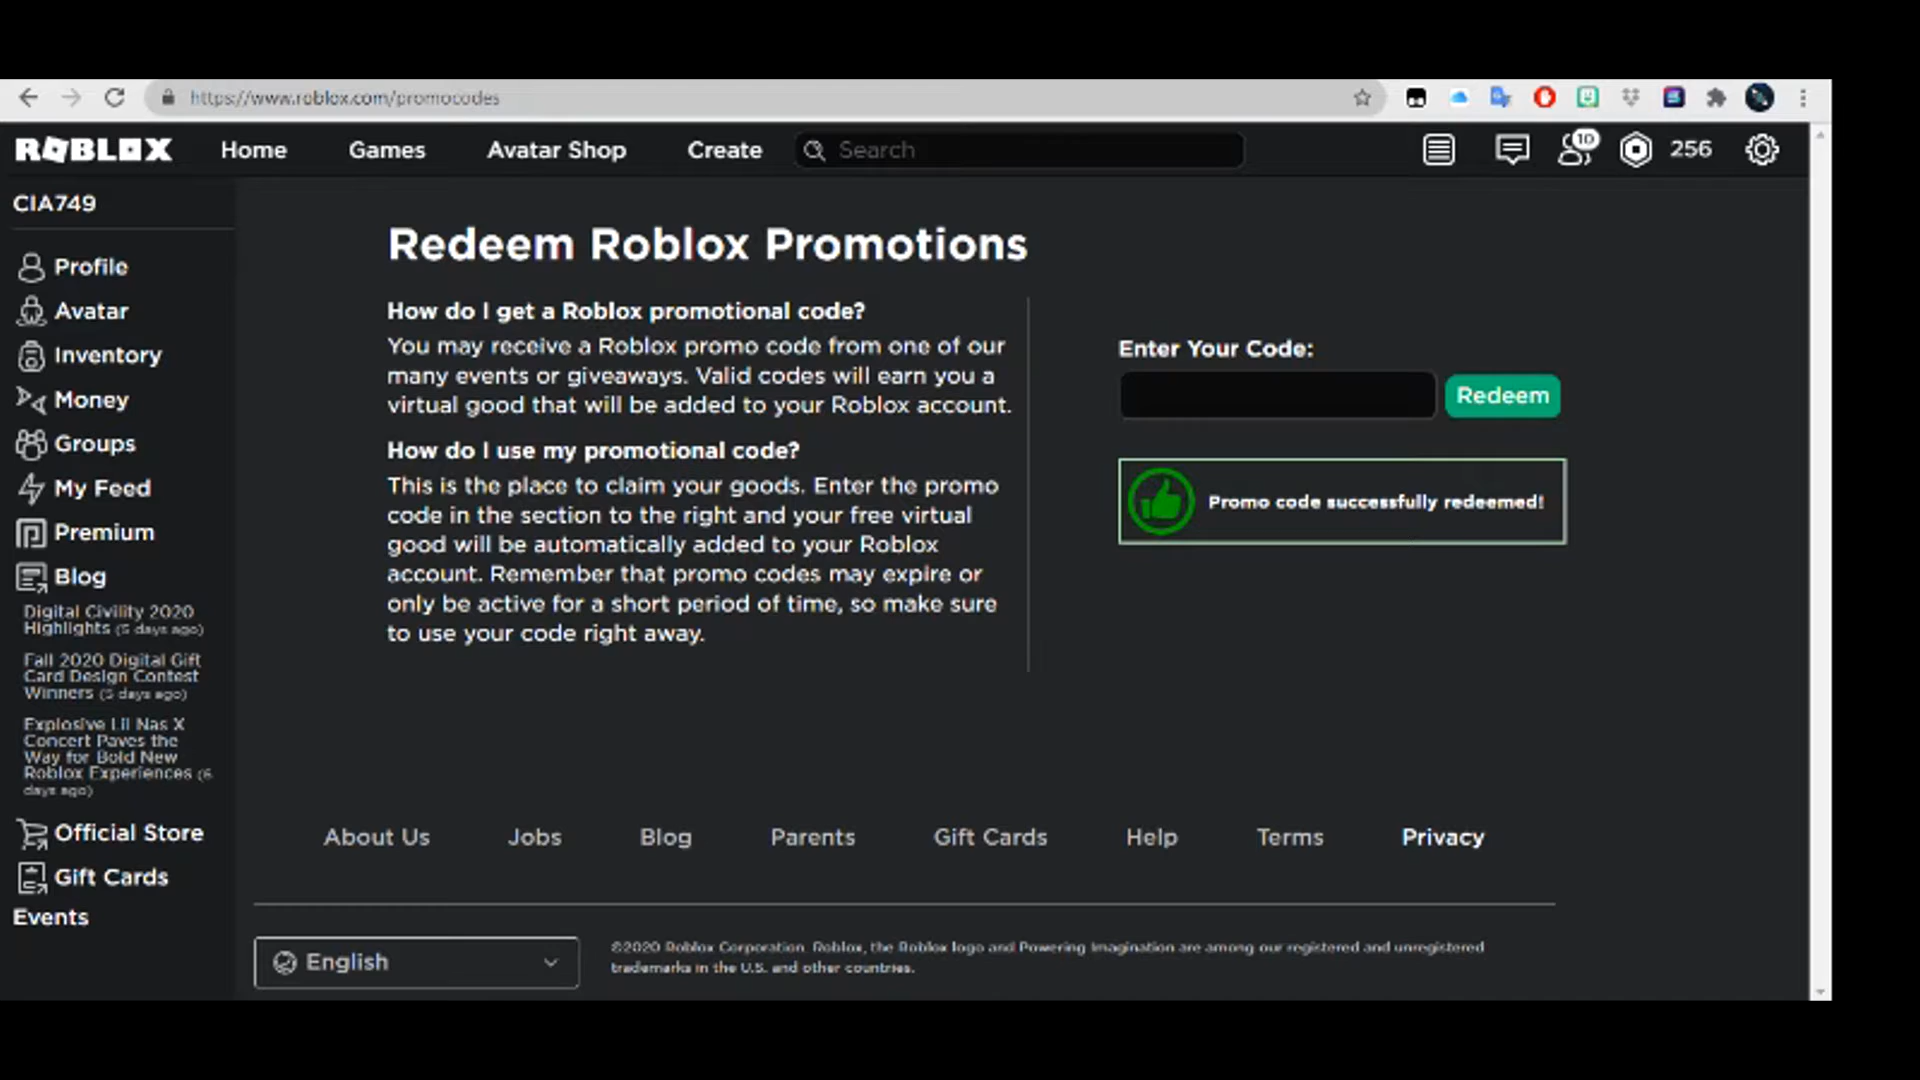 https://www.roblox.com/promocodes
ROBLOX Home Games Avatar Shop Create Search 10 256
CIA749
Profile
Avatar
Inventory
Money
Groups
My Feed
Premium
Blog
Digital Civility 2020
Highlights (5 days ago)
Fall 2020 Digital Gift
Card Design Contest
Winners (5 days ago)
Explosive Lil Nas X
Concert Paves the
Way for Bold New
Roblox Experiences (6
days ago)
Official Store
Gift Cards
Events
Redeem Roblox Promotions
How do I get a Roblox promotional code?
You may receive a Roblox promo code from one of our
many events or giveaways. Valid codes will earn you a
virtual good that will be added to your Roblox account.
How do I use my promotional code?
This is the place to claim your goods. Enter the promo
code in the section to the right and your free virtual
good will be automatically added to your Roblox
account. Remember that promo codes may expire or
only be active for a short period of time, so make sure
to use your code right away.
Enter Your Code:
Redeem
Promo code successfully redeemed!
About Us Jobs Blog Parents Gift Cards Help Terms Privacy
English
©2020 Roblox Corporation. Roblox, the Roblox logo and Powering Imagination are among our registered and unregistered
trademarks in the U.S. and other countries.